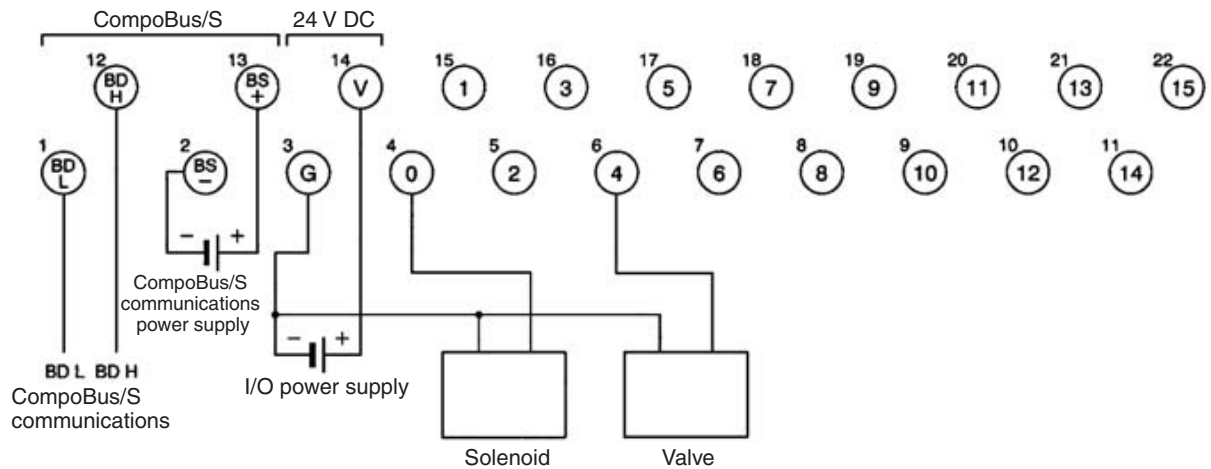 CompoBus/S 24 V DC
12 13 14 15 16 17 18 19 20 21 22
BD H BS + V 1 3 5 7 9 11 13 15
1 2 3 4 5 6 7 8 9 10 11
BD L BS – G 0 2 4 6 8 10 12 14
– +
CompoBus/S
communications
power supply
– +
BD L BD H
I/O power supply
CompoBus/S
communications
Solenoid Valve